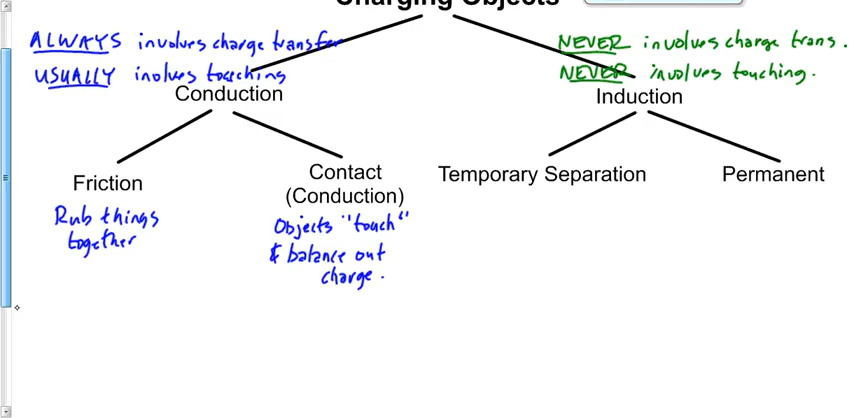 Charging Objects
ALWAYS involves charge transfer
USUALLY inolves touching
NEVER involves charge trans.
NEVER involves touching.
Conduction
Induction
Friction
Contact
(Conduction)
Temporary Separation
Permanent
Rub things
together
Objects "touch"
& balance out
charge.